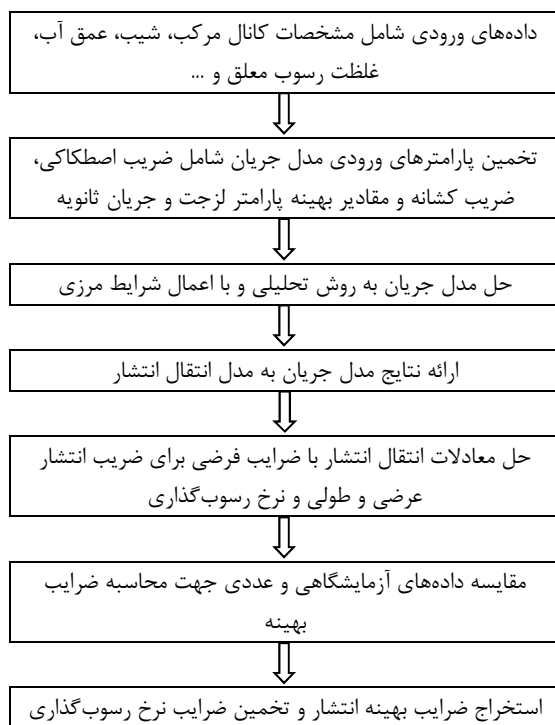 داده‌های ورودی شامل مشخصات کانال مرکب، شیب، عمق آب،
غلظت رسوب معلق و ...
تخمین پارامترهای ورودی مدل جریان شامل ضریب اصطکاکی،
ضریب کشانه و مقادیر بهینه پارامتر لزجت و جریان ثانویه
حل مدل جریان به روش تحلیلی و با اعمال شرایط مرزی
ارائه نتایج مدل جریان به مدل انتقال انتشار
حل معادلات انتقال انتشار با ضرایب فرضی برای ضریب انتشار
عرضی و طولی و نرخ رسوب‌گذاری
مقایسه داده‌های آزمایشگاهی و عددی جهت محاسبه ضرایب
بهینه
استخراج ضرایب بهینه انتشار و تخمین ضرایب نرخ رسوب‌گذاری